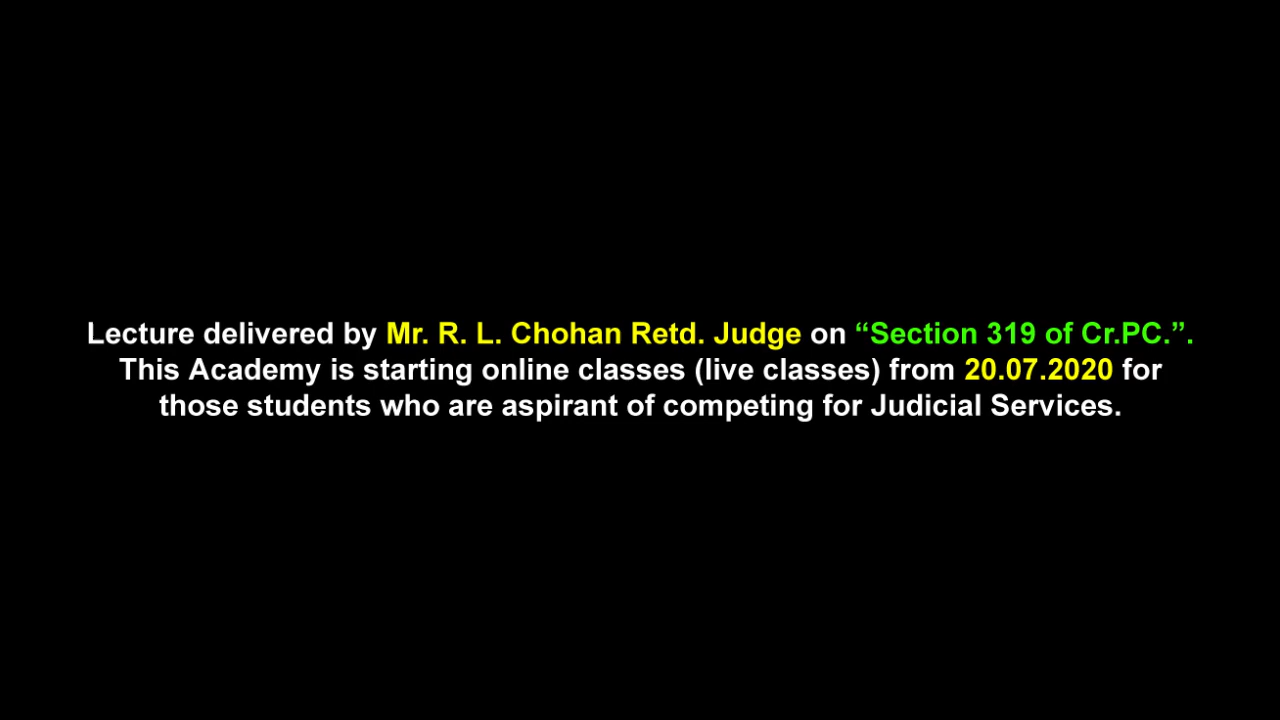 Lecture delivered by Mr. R. L. Chohan Retd. Judge on “Section 319 of Cr.PC.”.
This Academy is starting online classes (live classes) from 20.07.2020 for
those students who are aspirant of competing for Judicial Services.